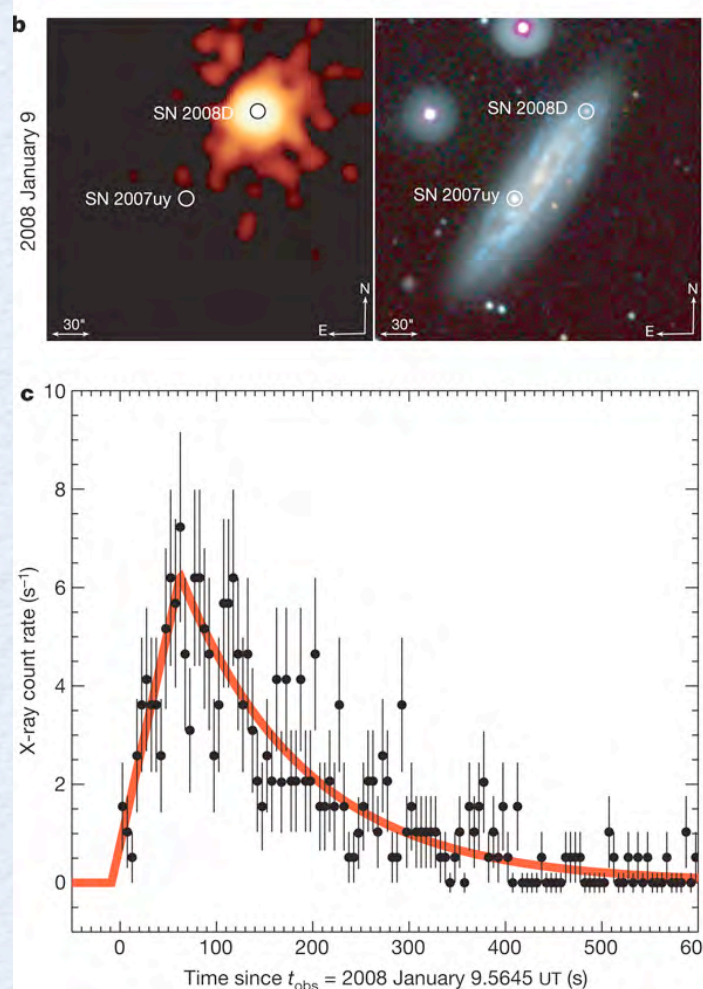 b
2008 January 9
SN 2008D
SN 2007uy
30"
E
N
SN 2008D
SN 2007uy
30"
E
N
c
X-ray count rate (s⁻¹)
10
8
6
4
2
0
0 100 200 300 400 500 60
Time since t_obs = 2008 January 9.5645 UT (s)